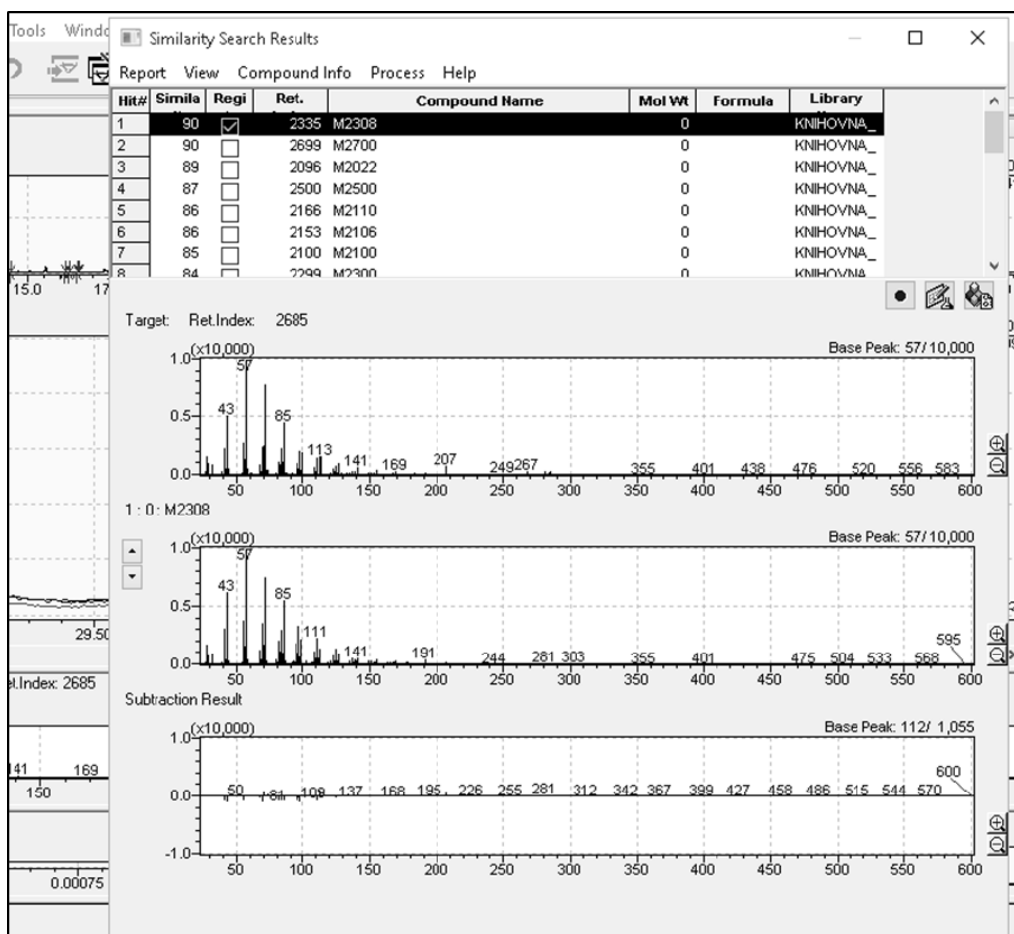 Tools Windo
Similarity Search Results
Report View Compound Info Process Help
Hit# Simila Regi Ret. Compound Name Mol Wt Formula Library
1 90 2335 M2308 0 KNIHOVNA_
2 90 2699 M2700 0 KNIHOVNA_
3 89 2096 M2022 0 KNIHOVNA_
4 87 2500 M2500 0 KNIHOVNA_
5 86 2166 M2110 0 KNIHOVNA_
6 86 2153 M2106 0 KNIHOVNA_
7 85 2100 M2100 0 KNIHOVNA_
8 84 2299 M2300 0 KNIHOVNA_
15.0 17
Target: Ret.Index: 2685
(x10,000) Base Peak: 57/10,000
1.0 57
0.5 43 85
113 141 169 207 249 267 355 401 438 476 520 556 583
0.0
50 100 150 200 250 300 350 400 450 500 550 600
1 : 0 : M2308
(x10,000) Base Peak: 57/10,000
1.0 57
0.5 43 85
111 141 191 244 281 303 355 401 475 504 533 568 595
0.0
29.50
50 100 150 200 250 300 350 400 450 500 550 600
et.Index: 2685
Subtraction Result
(x10,000) Base Peak: 112/ 1,055
1.0
141 169
150
0.0 50 81 109 137 168 195 226 255 281 312 342 367 399 427 458 486 515 544 570 600
-1.0
50 100 150 200 250 300 350 400 450 500 550 600
0.00075